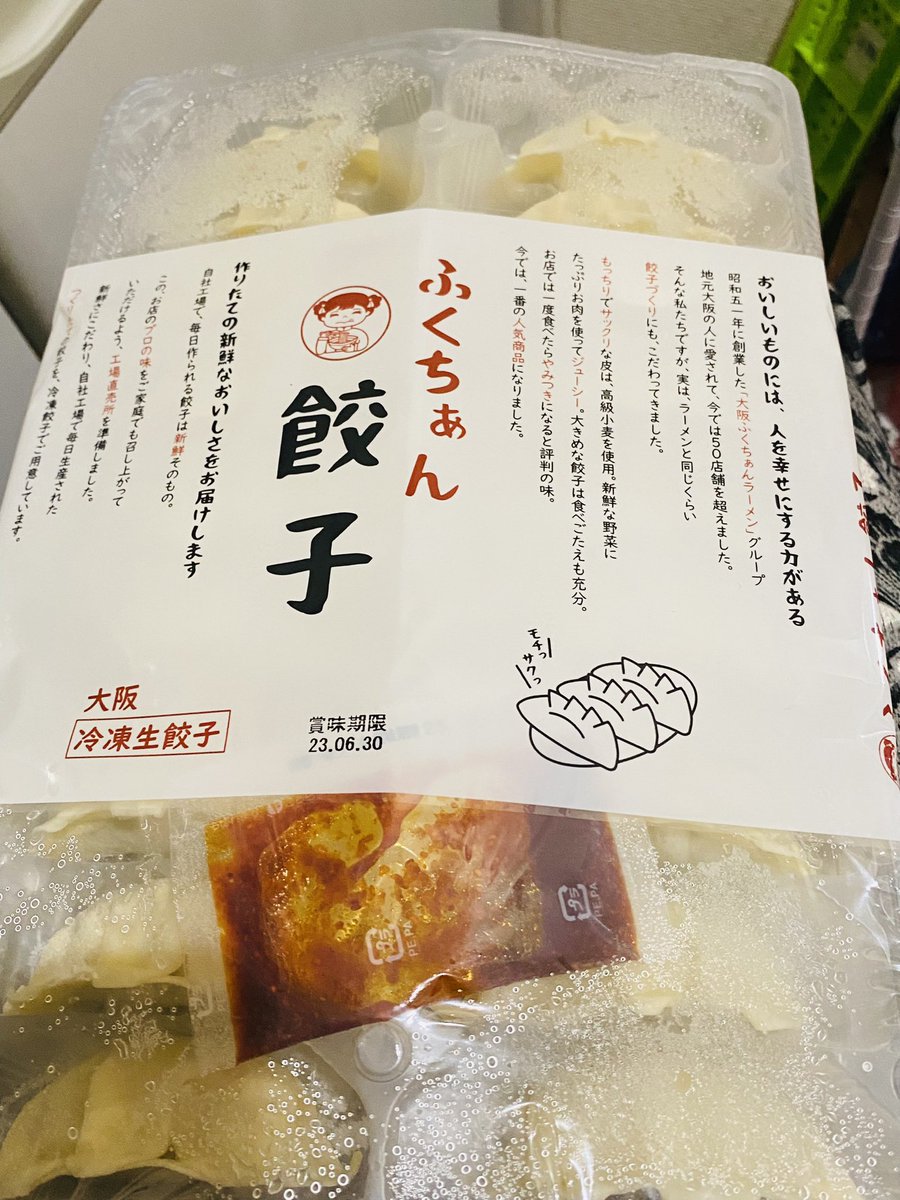 おいしいものには、人を幸せにする力がある
昭和五一年に創業した「大阪ふくちぁんラーメン」グループ
地元大阪の人に愛されて、今では50店舗を超えました。
そんな私たちですが、実は、ラーメンと同じくらい
餃子づくりにも、こだわってきました。
もっちりでサックリな皮は、高級小麦を使用。新鮮な野菜に
たっぷりお肉を使ってジューシー。大きめな餃子は食べごたえも充分。
お店では一度食べたらやみつきになると評判の味。
今では、一番の人気商品になりました。
モチっ
サクっ
ふくちぁん
餃子
賞味期限
23.06.30
作りたての新鮮なおいしさをお届けします
自社工場で、毎日作られる餃子は新鮮そのもの。
この、お店のプロの味をご家庭でも召し上がって
いただけるよう、工場直売所を準備しました。
新鮮さにこだわり、自社工場で毎日生産された
餃子を、冷凍餃子でご用意しています。
大阪
冷凍生餃子
PE.PA
PE.PA